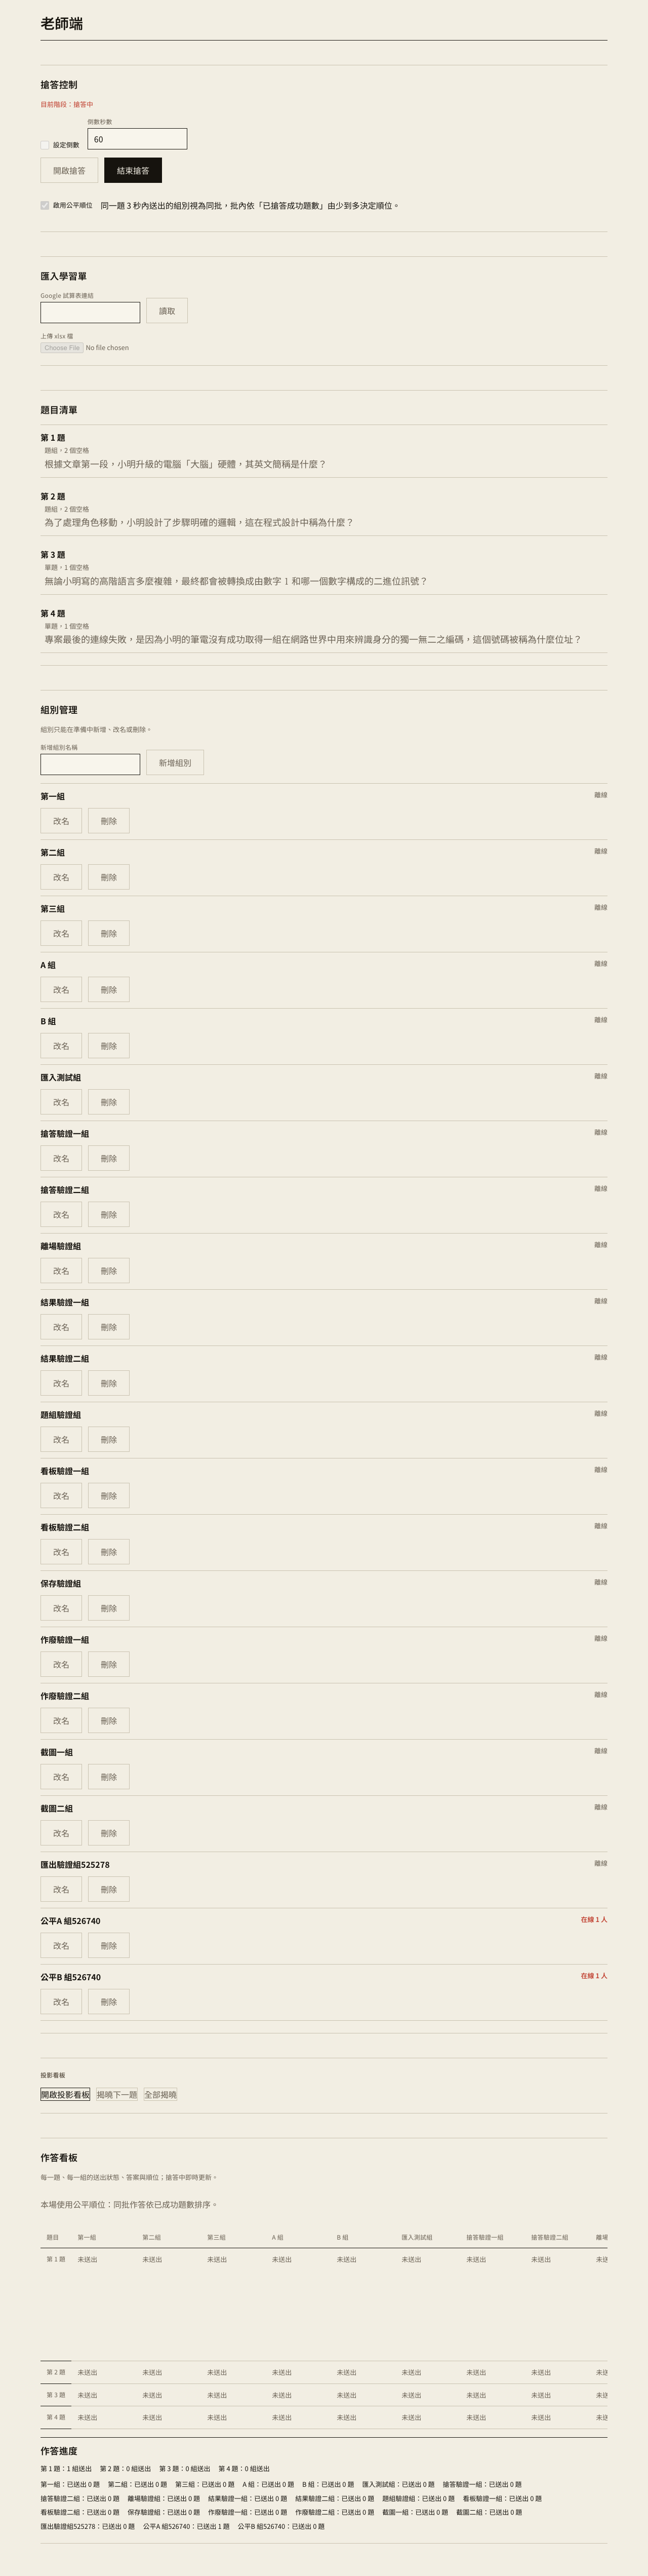 老師端
搶答控制
目前階段：搶答中
倒數秒數
設定倒數
60
開啟搶答
結束搶答
啟用公平順位
同一題 3 秒內送出的組別視為同批，批內依「已搶答成功題數」由少到多決定順位。
匯入學習單
Google 試算表連結
讀取
上傳 xlsx 檔
Choose File No file chosen
題目清單
第 1 題
題組，2 個空格
根據文章第一段，小明升級的電腦「大腦」硬體，其英文簡稱是什麼？
第 2 題
題組，2 個空格
為了處理角色移動，小明設計了步驟明確的邏輯，這在程式設計中稱為什麼？
第 3 題
單題，1 個空格
無論小明寫的高階語言多麼複雜，最終都會被轉換成由數字 1 和哪一個數字構成的二進位訊號？
第 4 題
單題，1 個空格
專案最後的連線失敗，是因為小明的筆電沒有成功取得一組在網路世界中用來辨識身分的獨一無二之編碼，這個號碼被稱為什麼位址？
組別管理
組別只能在準備中新增、改名或刪除。
新增組別名稱
新增組別
第一組 離線
改名 刪除
第二組 離線
改名 刪除
第三組 離線
改名 刪除
A 組 離線
改名 刪除
B 組 離線
改名 刪除
匯入測試組 離線
改名 刪除
搶答驗證一組 離線
改名 刪除
搶答驗證二組 離線
改名 刪除
離場驗證組 離線
改名 刪除
結果驗證一組 離線
改名 刪除
結果驗證二組 離線
改名 刪除
題組驗證組 離線
改名 刪除
看板驗證一組 離線
改名 刪除
看板驗證二組 離線
改名 刪除
保存驗證組 離線
改名 刪除
作廢驗證一組 離線
改名 刪除
作廢驗證二組 離線
改名 刪除
截圖一組 離線
改名 刪除
截圖二組 離線
改名 刪除
匯出驗證組525278 離線
改名 刪除
公平A 組526740 在線 1 人
改名 刪除
公平B 組526740 在線 1 人
改名 刪除
投影看板
開啟投影看板 揭曉下一題 全部揭曉
作答看板
每一題、每一組的送出狀態、答案與順位；搶答中即時更新。
本場使用公平順位：同批作答依已成功題數排序。
題目 第一組 第二組 第三組 A 組 B 組 匯入測試組 搶答驗證一組 搶答驗證二組 離場
第 1 題 未送出 未送出 未送出 未送出 未送出 未送出 未送出 未送出 未送
第 2 題 未送出 未送出 未送出 未送出 未送出 未送出 未送出 未送出 未送
第 3 題 未送出 未送出 未送出 未送出 未送出 未送出 未送出 未送出 未送
第 4 題 未送出 未送出 未送出 未送出 未送出 未送出 未送出 未送出 未送
作答進度
第 1 題：1 組送出 第 2 題：0 組送出 第 3 題：0 組送出 第 4 題：0 組送出
第一組：已送出 0 題 第二組：已送出 0 題 第三組：已送出 0 題 A 組：已送出 0 題 B 組：已送出 0 題 匯入測試組：已送出 0 題 搶答驗證一組：已送出 0 題
搶答驗證二組：已送出 0 題 離場驗證組：已送出 0 題 結果驗證一組：已送出 0 題 結果驗證二組：已送出 0 題 題組驗證組：已送出 0 題 看板驗證一組：已送出 0 題
看板驗證二組：已送出 0 題 保存驗證組：已送出 0 題 作廢驗證一組：已送出 0 題 作廢驗證二組：已送出 0 題 截圖一組：已送出 0 題 截圖二組：已送出 0 題
匯出驗證組525278：已送出 0 題 公平A 組526740：已送出 1 題 公平B 組526740：已送出 0 題